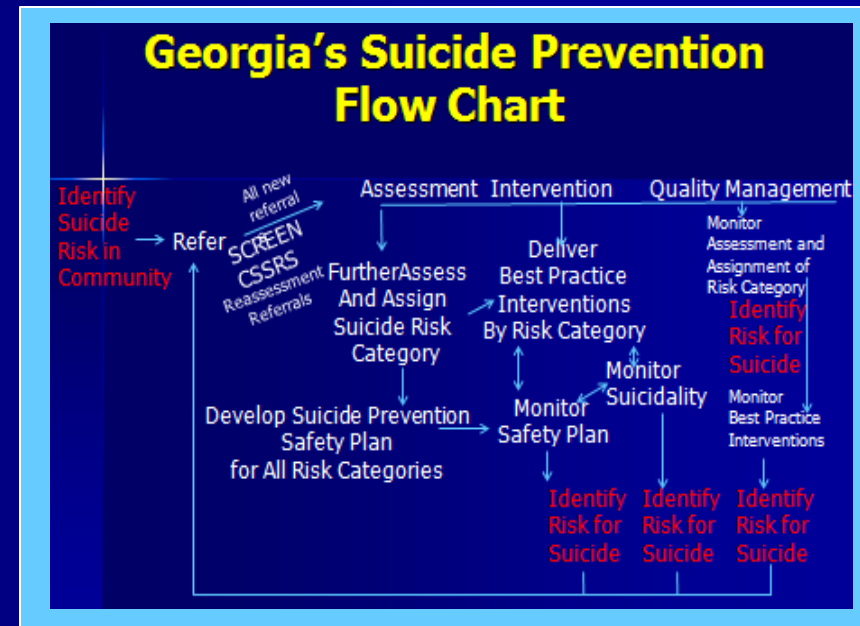 Georgia's Suicide Prevention
Flow Chart
Identify
Suicide
Risk in
Community
Refer
All new
referral
SCREEN
CSSRS
Reassessment
Referrals
Assessment
Intervention
Quality Management
FurtherAssess
And Assign
Suicide Risk
Category
Deliver
Best Practice
Interventions
By Risk Category
Monitor
Assessment and
Assignment of
Risk Category
Identify
Risk for
Suicide
Develop Suicide Prevention
Safety Plan
for All Risk Categories
Monitor
Safety Plan
Monitor
Suicidality
Monitor
Best Practice
Interventions
Identify
Risk for
Suicide
Identify
Risk for
Suicide
Identify
Risk for
Suicide